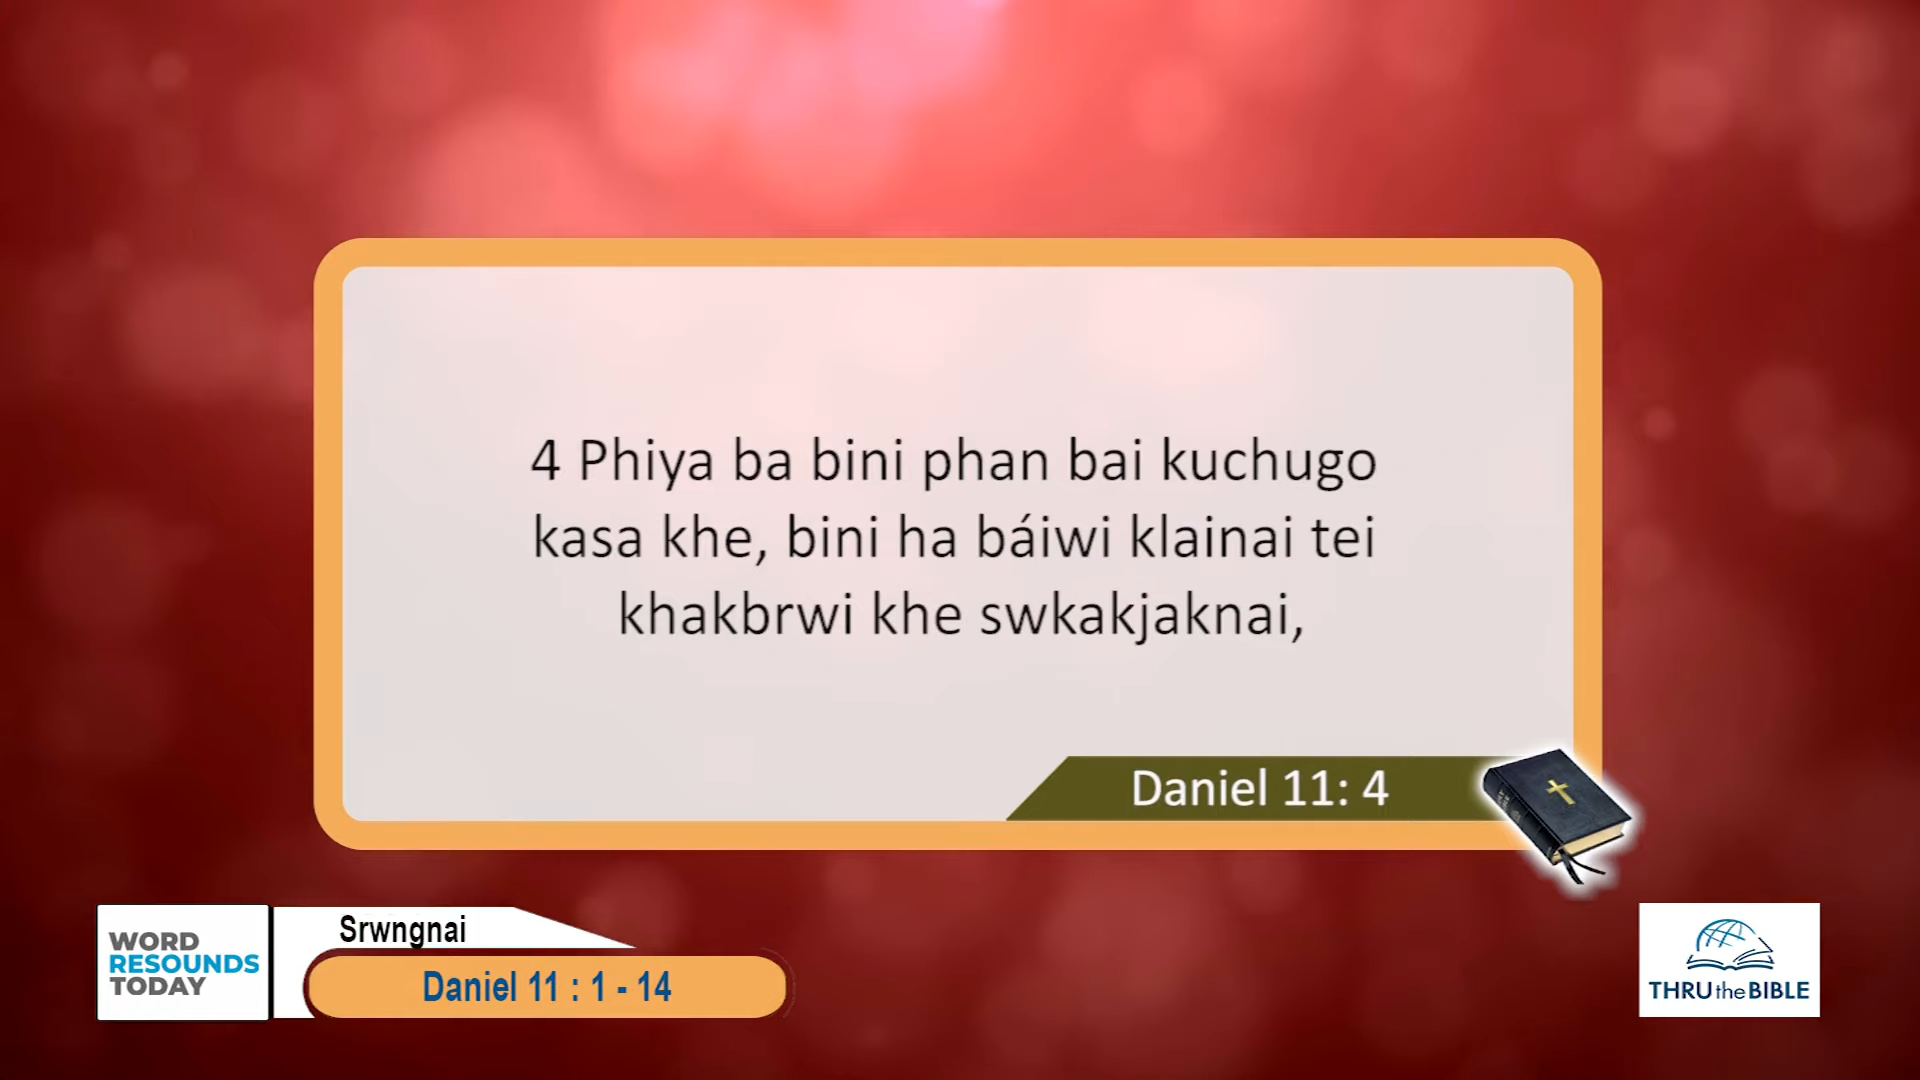 4 Phiya ba bini phan bai kuchugo
kasa khe, bini ha báiwi klainai tei
khakbrwi khe swkakjaknai,
Daniel 11: 4
WORD
RESOUNDS
TODAY
Srwngnai
Daniel 11 : 1 - 14
THRU the BIBLE